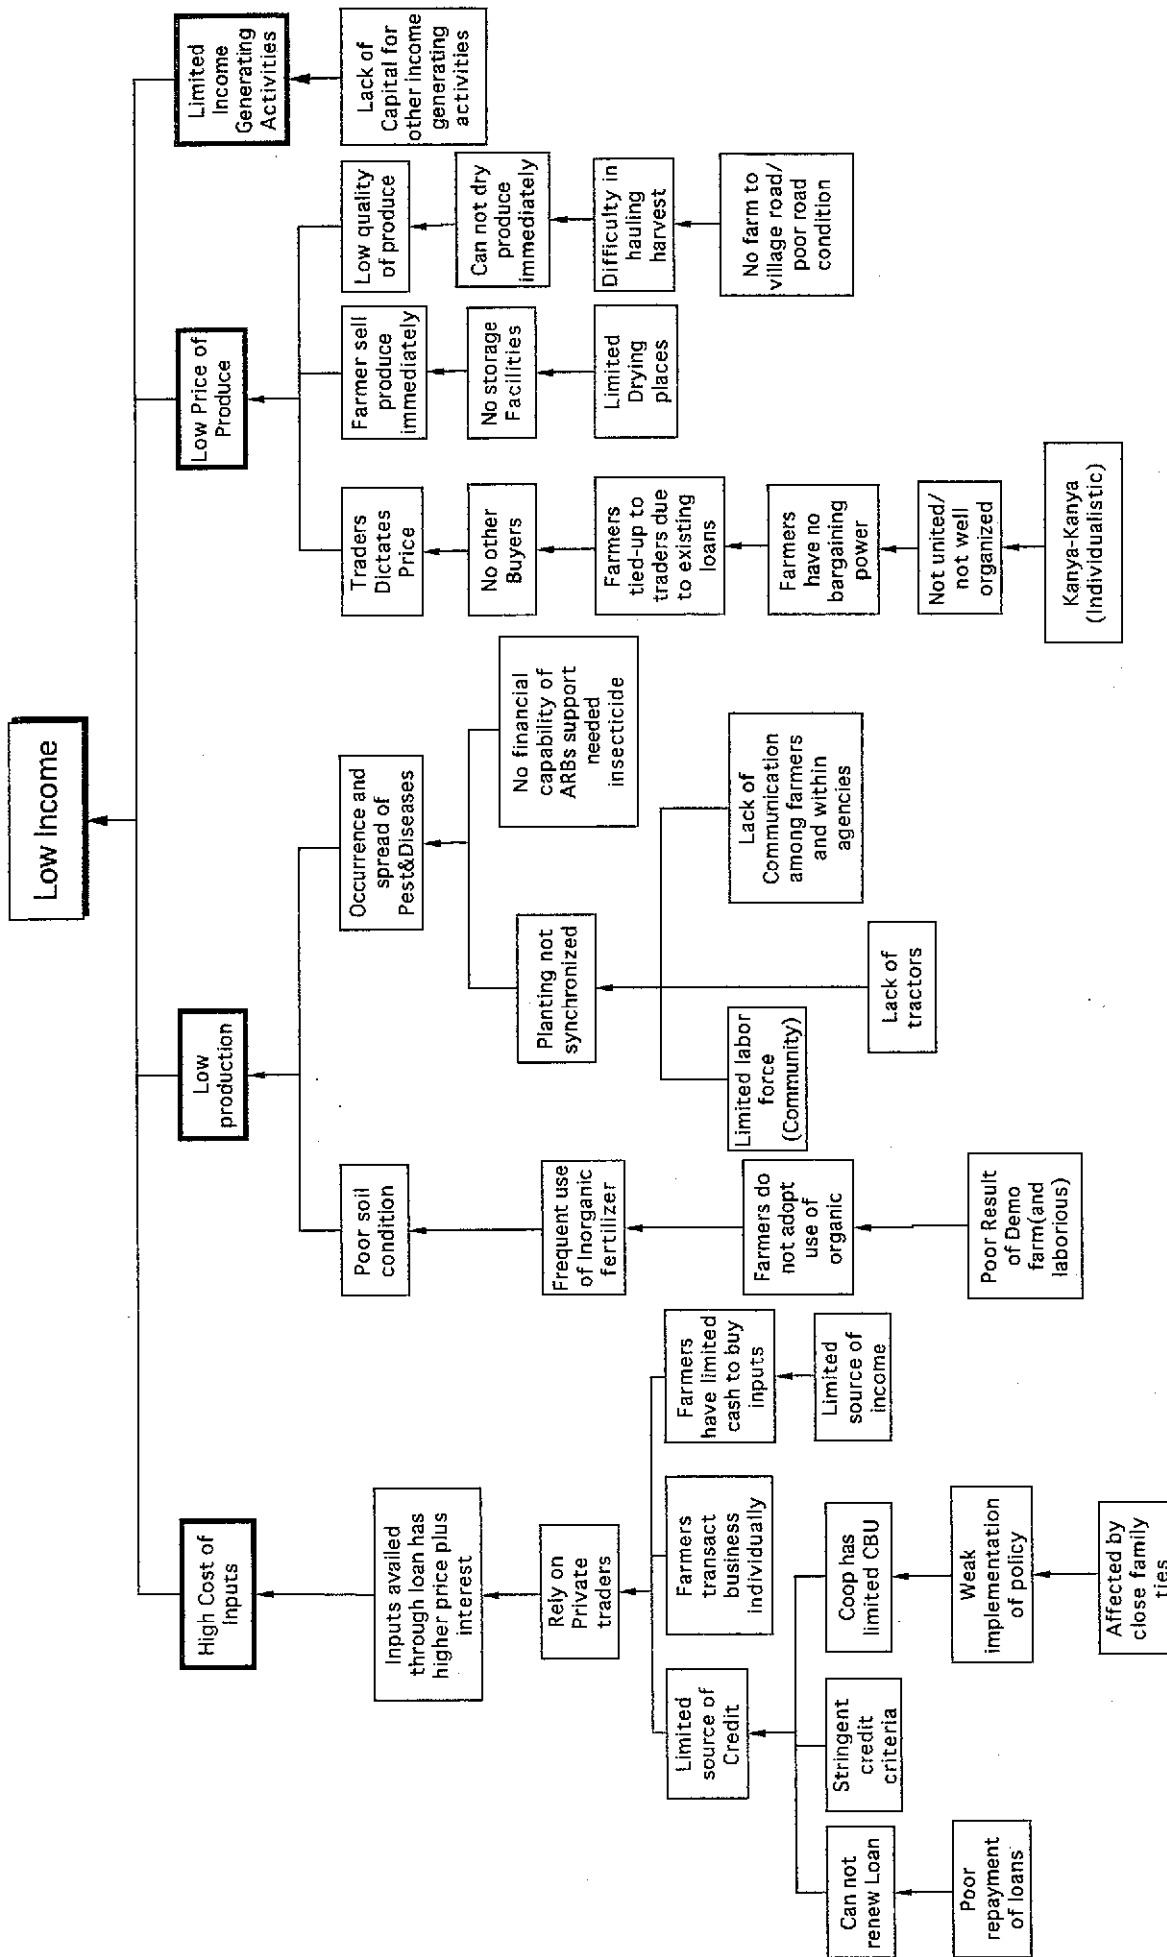 Low Income
High Cost of
Inputs
Low
production
Low Price of
Produce
Limited
Income
Generating
Activities
Inputs availed
through loan has
higher price plus
interest
Poor soil
condition
Occurrence and
spread of
Pest&Diseases
Traders
Dictates
Price
Farmer sell
produce
immediately
Low quality
of produce
Lack of
Capital for
other income
generating
activities
Rely on
Private
traders
Frequent use
of Inorganic
fertilizer
Planting not
synchronized
No financial
capability of
ARBs support
needed
insecticide
No other
Buyers
No storage
Facilities
Can not dry
produce
immediately
Limited
source of
Credit
Farmers
transact
business
individually
Farmers
have limited
cash to buy
inputs
Farmers do
not adopt
use of
organic
Limited labor
force
(Community)
Lack of
tractors
Lack of
Communication
among farmers
and within
agencies
Farmers
tied-up to
traders due
to existing
loans
Limited
Drying
places
Difficulty in
hauling
harvest
Can not
renew Loan
Stringent
credit
criteria
Coop has
limited CBU
Limited
source of
income
Poor Result
of Demo
farm(and
laborious)
Farmers
have no
bargaining
power
No farm to
village road/
poor road
condition
Poor
repayment
of loans
Weak
implementation
of policy
Not united/
not well
organized
Affected by
close family
ties
Kanya-Kanya
(Individualistic)